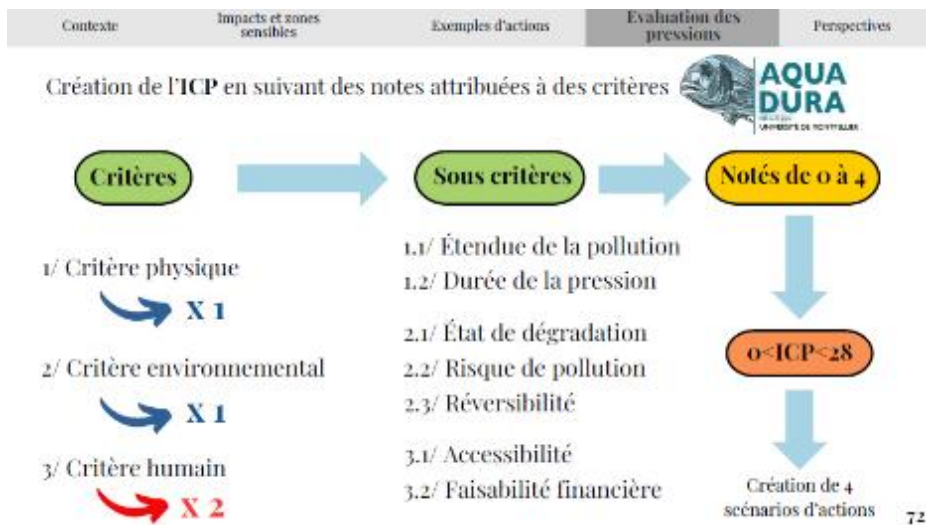 Contexte
Impacts et zones
sensibles
Exemples d'actions
Evaluation des
pressions
Perspectives
Création de l'ICP en suivant des notes attribuées à des critères
AQUA
DURA
UNIVERSITÉ DE MONTPELLIER
Critères
Sous critères
Notés de 0 à 4
1/ Critère physique
X 1
2/ Critère environnemental
X 1
3/ Critère humain
X 2
1.1/ Étendue de la pollution
1.2/ Durée de la pression
2.1/ État de dégradation
2.2/ Risque de pollution
2.3/ Réversibilité
3.1/ Accessibilité
3.2/ Faisabilité financière
0<ICP<28
Création de 4
scénarios d'actions
72